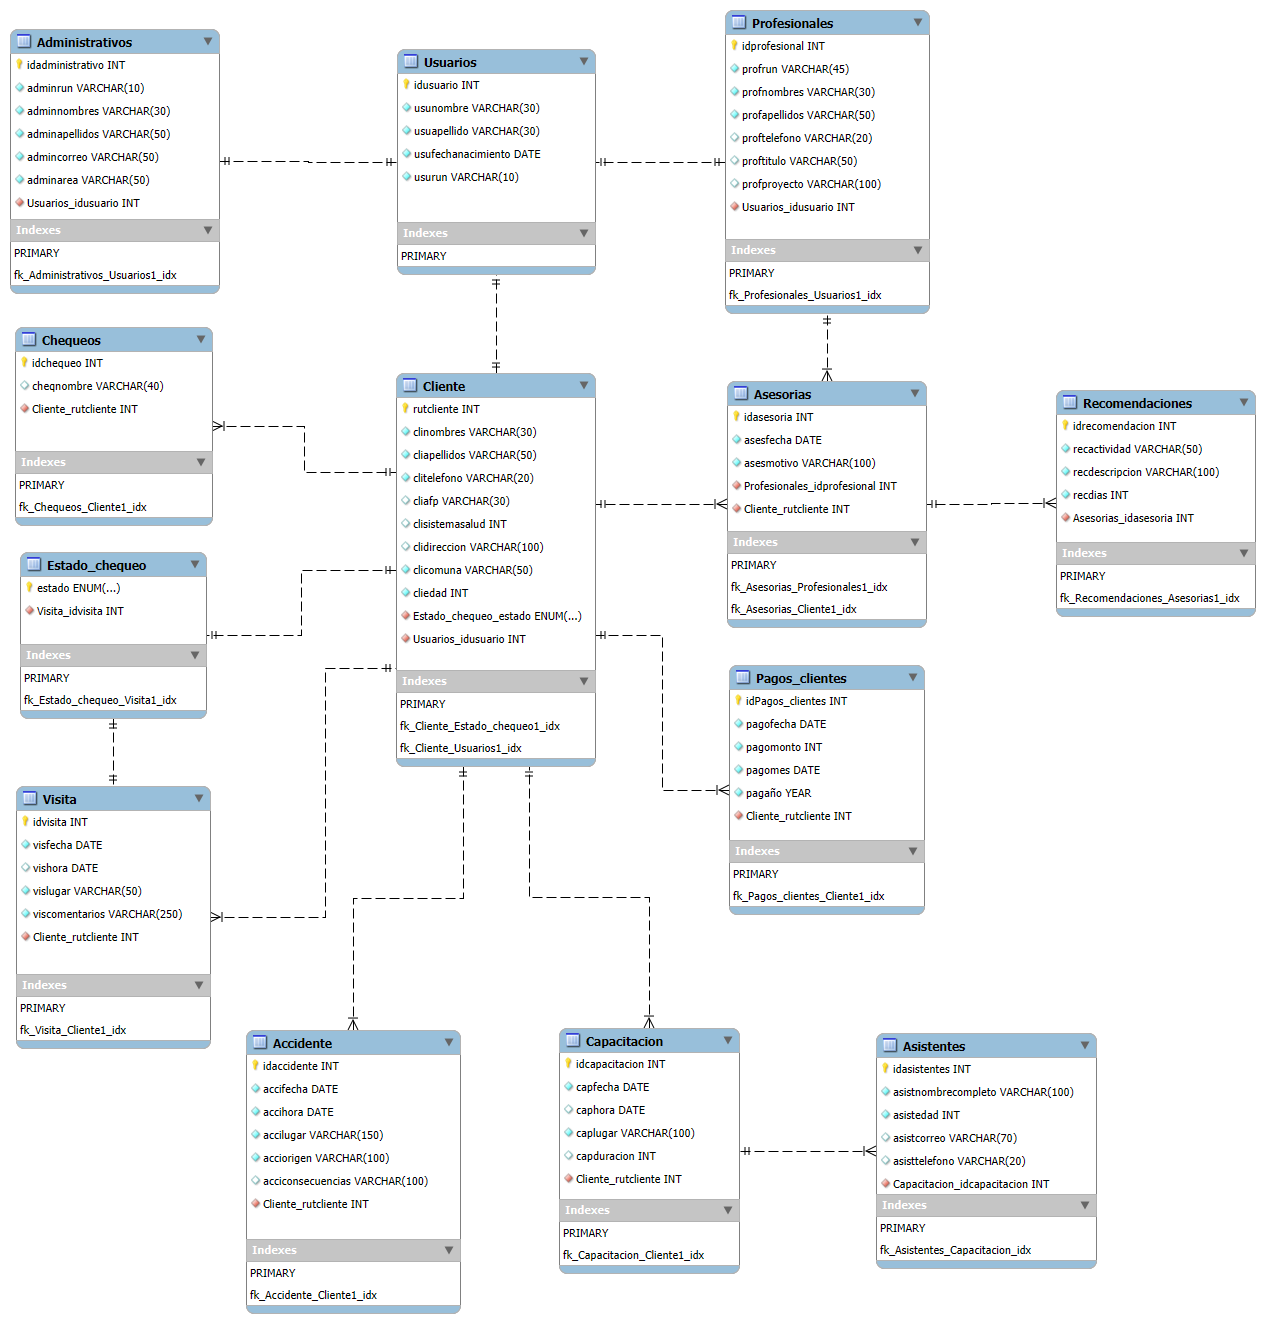 Administrativos
idadministrativo INT
adminrun VARCHAR(10)
adminnombres VARCHAR(30)
adminapellidos VARCHAR(50)
admincorreo VARCHAR(50)
adminarea VARCHAR(50)
Usuarios_idusuario INT
Indexes
PRIMARY
fk_Administrativos_Usuarios1_idx
Usuarios
idusuario INT
usunombre VARCHAR(30)
usuapellido VARCHAR(30)
usufechanacimiento DATE
usurun VARCHAR(10)
Indexes
PRIMARY
Profesionales
idprofesional INT
profrun VARCHAR(45)
profnombres VARCHAR(30)
profapellidos VARCHAR(50)
proftelefono VARCHAR(20)
proftitulo VARCHAR(50)
profproyecto VARCHAR(100)
Usuarios_idusuario INT
Indexes
PRIMARY
fk_Profesionales_Usuarios1_idx
Chequeos
idchequeo INT
cheqnombre VARCHAR(40)
Cliente_rutcliente INT
Indexes
PRIMARY
fk_Chequeos_Cliente1_idx
Cliente
rutcliente INT
clinombres VARCHAR(30)
cliapellidos VARCHAR(50)
clitelefono VARCHAR(20)
cliafp VARCHAR(30)
clisistemasalud INT
clidireccion VARCHAR(100)
clicomuna VARCHAR(50)
cliedad INT
Estado_chequeo_estado ENUM(...)
Usuarios_idusuario INT
Indexes
PRIMARY
fk_Cliente_Estado_chequeo1_idx
fk_Cliente_Usuarios1_idx
Asesorias
idasesoria INT
asesfecha DATE
asesmotivo VARCHAR(100)
Profesionales_idprofesional INT
Cliente_rutcliente INT
Indexes
PRIMARY
fk_Asesorias_Profesionales1_idx
fk_Asesorias_Cliente1_idx
Recomendaciones
idrecomendacion INT
recactividad VARCHAR(50)
recdescripcion VARCHAR(100)
recdias INT
Asesorias_idasesoria INT
Indexes
PRIMARY
fk_Recomendaciones_Asesorias1_idx
Estado_chequeo
estado ENUM(...)
Visita_idvisita INT
Indexes
PRIMARY
fk_Estado_chequeo_Visita1_idx
Pagos_clientes
idPagos_clientes INT
pagofecha DATE
pagomonto INT
pagomes DATE
pagaño YEAR
Cliente_rutcliente INT
Indexes
PRIMARY
fk_Pagos_clientes_Cliente1_idx
Visita
idvisita INT
visfecha DATE
vishora DATE
vislugar VARCHAR(50)
viscomentarios VARCHAR(250)
Cliente_rutcliente INT
Indexes
PRIMARY
fk_Visita_Cliente1_idx
Accidente
idaccidente INT
accifecha DATE
accihora DATE
accilugar VARCHAR(150)
acciorigen VARCHAR(100)
acciconsecuencias VARCHAR(100)
Cliente_rutcliente INT
Indexes
PRIMARY
fk_Accidente_Cliente1_idx
Capacitacion
idcapacitacion INT
capfecha DATE
caphora DATE
caplugar VARCHAR(100)
capduracion INT
Cliente_rutcliente INT
Indexes
PRIMARY
fk_Capacitacion_Cliente1_idx
Asistentes
idasistentes INT
asistnombrecompleto VARCHAR(100)
asistedad INT
asistcorreo VARCHAR(70)
asisttelefono VARCHAR(20)
Capacitacion_idcapacitacion INT
Indexes
PRIMARY
fk_Asistentes_Capacitacion_idx